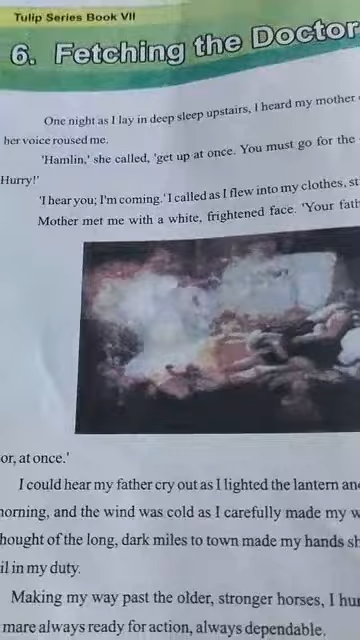 Tulip Series Book VII
6. Fetching the Doctor
One night as I lay in deep sleep upstairs, I heard my mother
her voice roused me.
'Hamlin,' she called, 'get up at once. You must go for the
Hurry!'
'I hear you; I'm coming.' I called as I flew into my clothes, st
Mother met me with a white, frightened face. 'Your fath
or, at once.'
I could hear my father cry out as I lighted the lantern an
orning, and the wind was cold as I carefully made my w
hought of the long, dark miles to town made my hands sh
il in my duty.
Making my way past the older, stronger horses, I hur
mare always ready for action, always dependable.